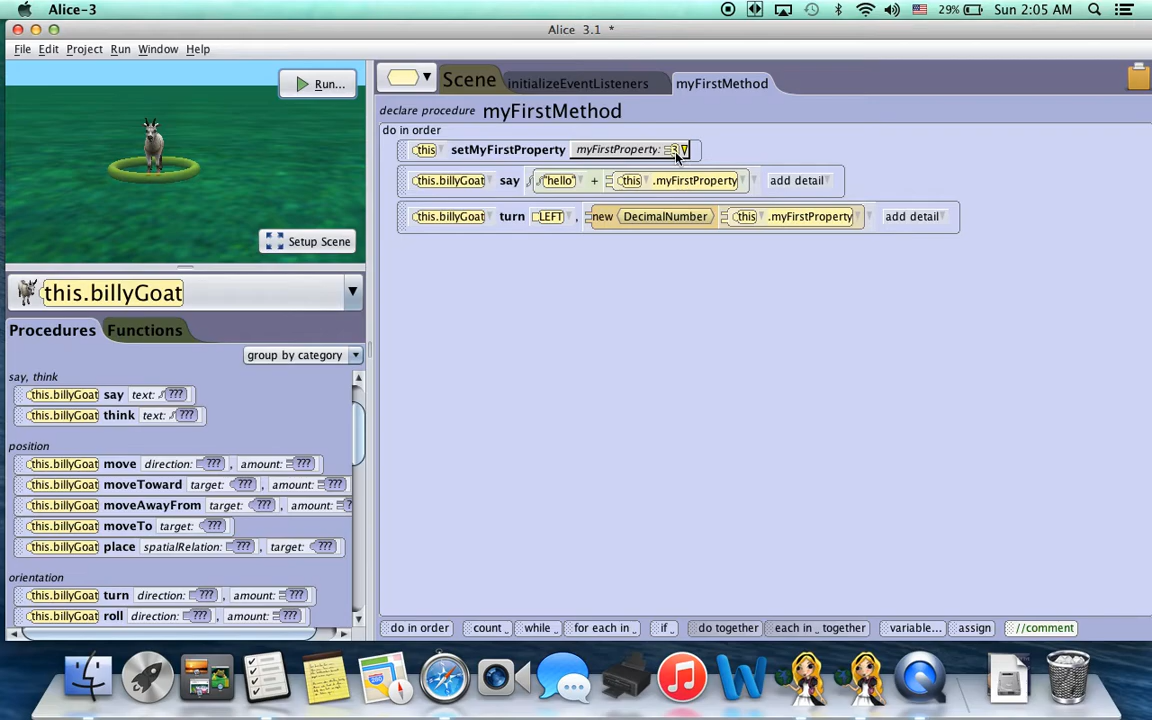 Alice-3
29% Sun 2:05 AM
Alice 3.1 *
File Edit Project Run Window Help
Run...
Setup Scene
Scene initializeEventListeners myFirstMethod
declare procedure myFirstMethod
do in order
this setMyFirstProperty myFirstProperty:
this.billyGoat say "hello" + this .myFirstProperty add detail
this.billyGoat turn LEFT , new DecimalNumber this .myFirstProperty add detail
this.billyGoat
Procedures Functions
group by category
say, think
this.billyGoat say text: ???
this.billyGoat think text: ???
position
this.billyGoat move direction: ??? , amount: ???
this.billyGoat moveToward target: ??? , amount: ???
this.billyGoat moveAwayFrom target: ??? , amount: ?
this.billyGoat moveTo target: ???
this.billyGoat place spatialRelation: ??? , target: ???
orientation
this.billyGoat turn direction: ??? , amount: ???
this.billyGoat roll direction: ??? , amount: ???
do in order count _ while _ for each in _ if _ do together each in _ together variable... assign //comment